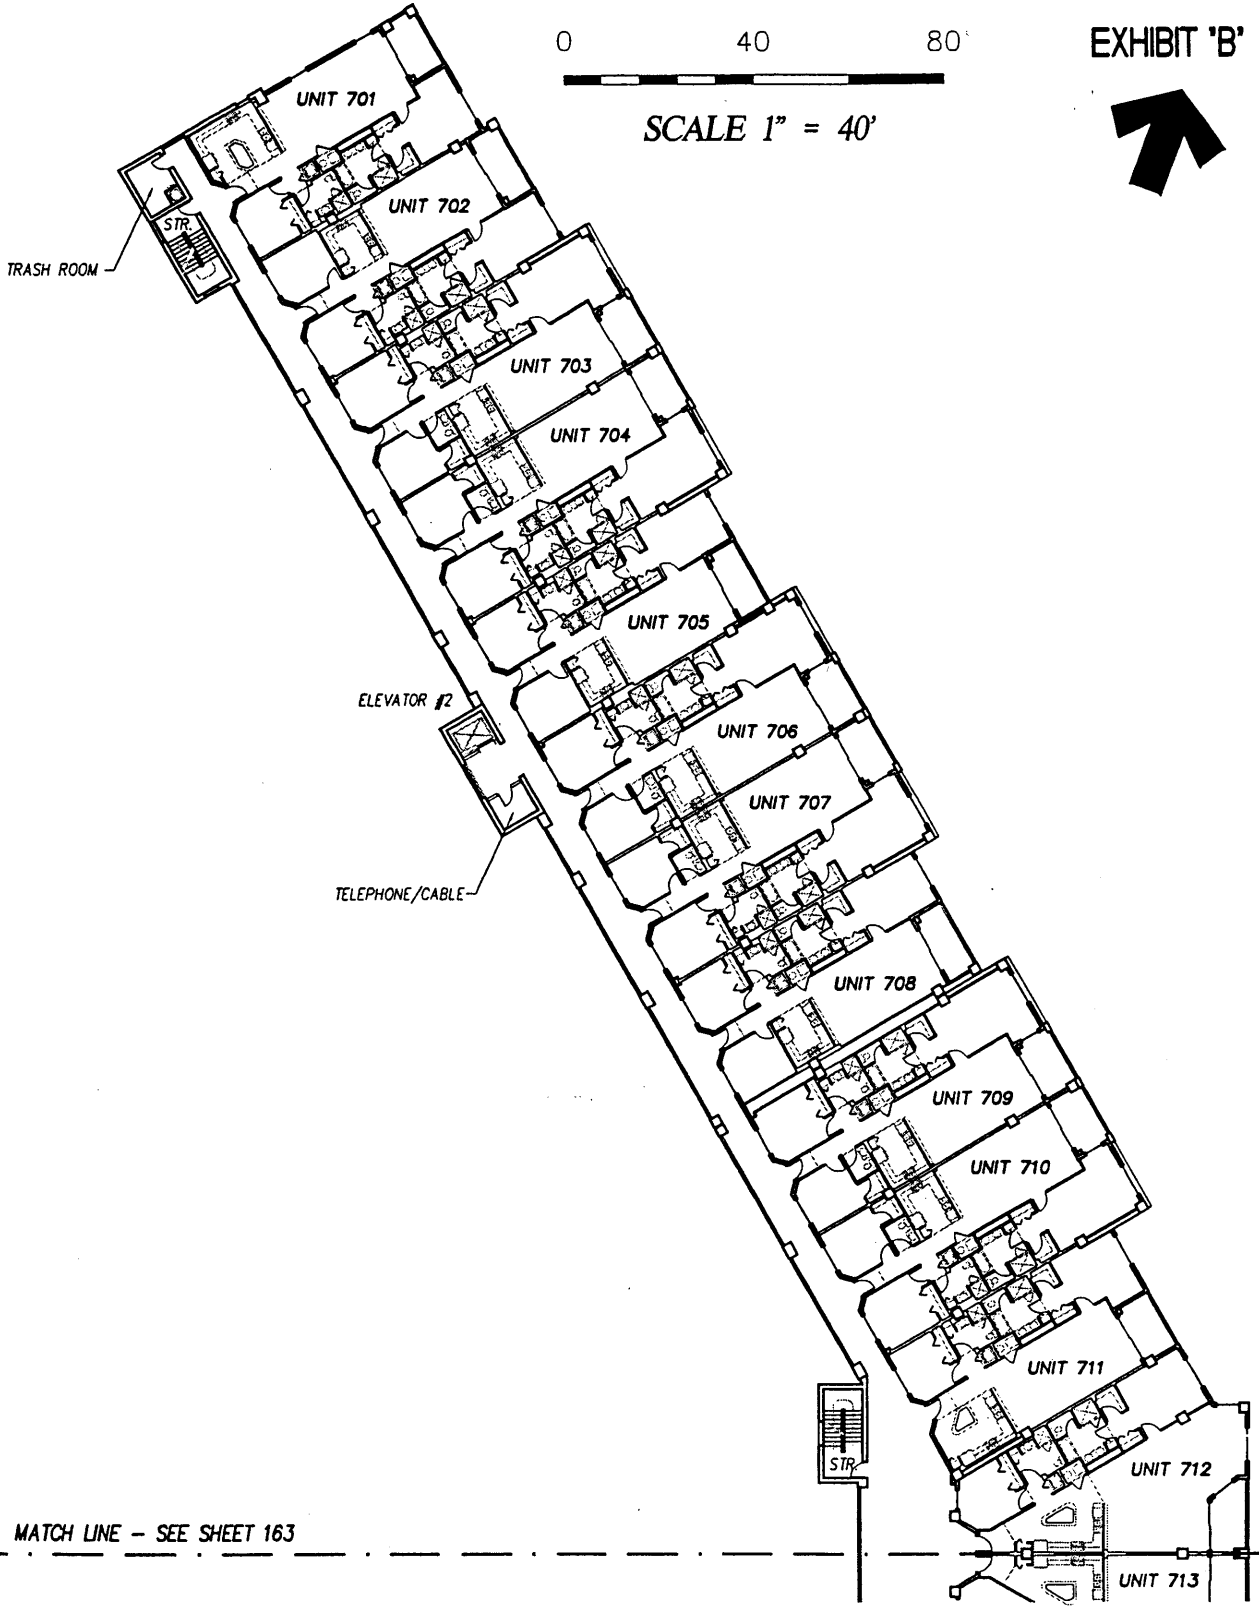 0 40 80'
EXHIBIT 'B'
SCALE 1" = 40'
UNIT 701
UNIT 702
STR.
TRASH ROOM
UNIT 703
UNIT 704
UNIT 705
ELEVATOR #2
UNIT 706
UNIT 707
TELEPHONE/CABLE
UNIT 708
UNIT 709
UNIT 710
UNIT 711
STR.
UNIT 712
MATCH LINE - SEE SHEET 163
UNIT 713